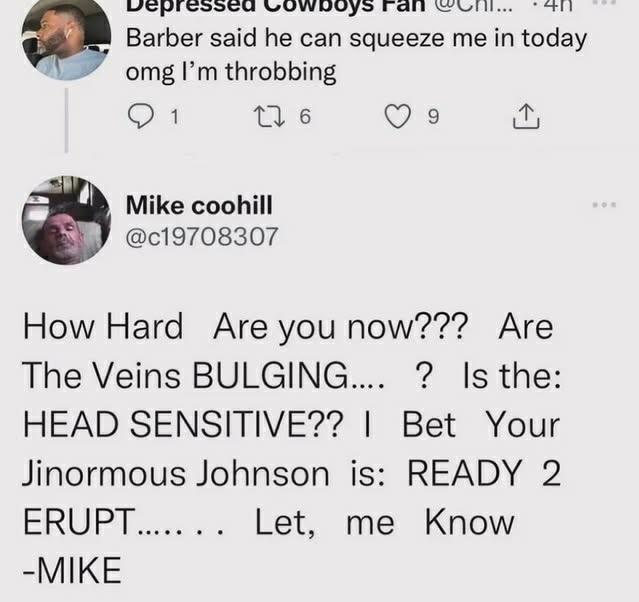 Depressed Cowboys Fan @Chi... · 4h
Barber said he can squeeze me in today
omg I'm throbbing
1 6 9
Mike coohill
@c19708307
How Hard Are you now??? Are
The Veins BULGING.... ? Is the:
HEAD SENSITIVE?? I Bet Your
Jinormous Johnson is: READY 2
ERUPT...... . . Let, me Know
-MIKE